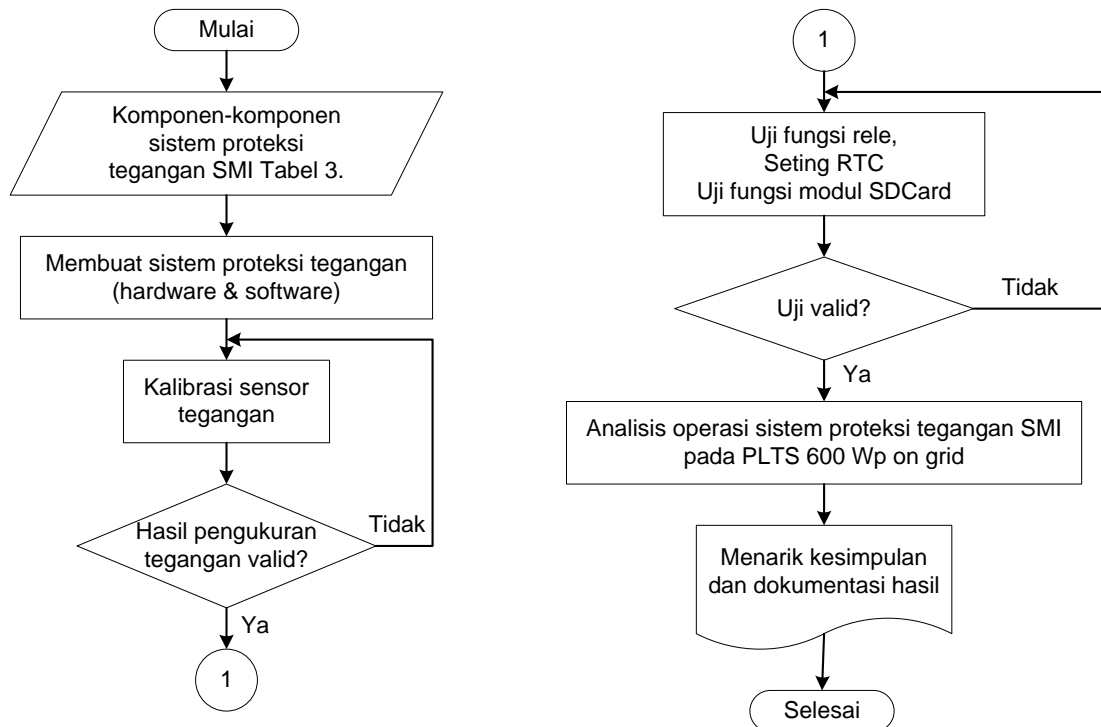 Mulai
Komponen-komponen
sistem proteksi
tegangan SMI Tabel 3.
Membuat sistem proteksi tegangan
(hardware & software)
Kalibrasi sensor
tegangan
Hasil pengukuran
tegangan valid?
Tidak
Ya
1
1
Uji fungsi rele,
Seting RTC
Uji fungsi modul SDCard
Uji valid?
Tidak
Ya
Analisis operasi sistem proteksi tegangan SMI
pada PLTS 600 Wp on grid
Menarik kesimpulan
dan dokumentasi hasil
Selesai